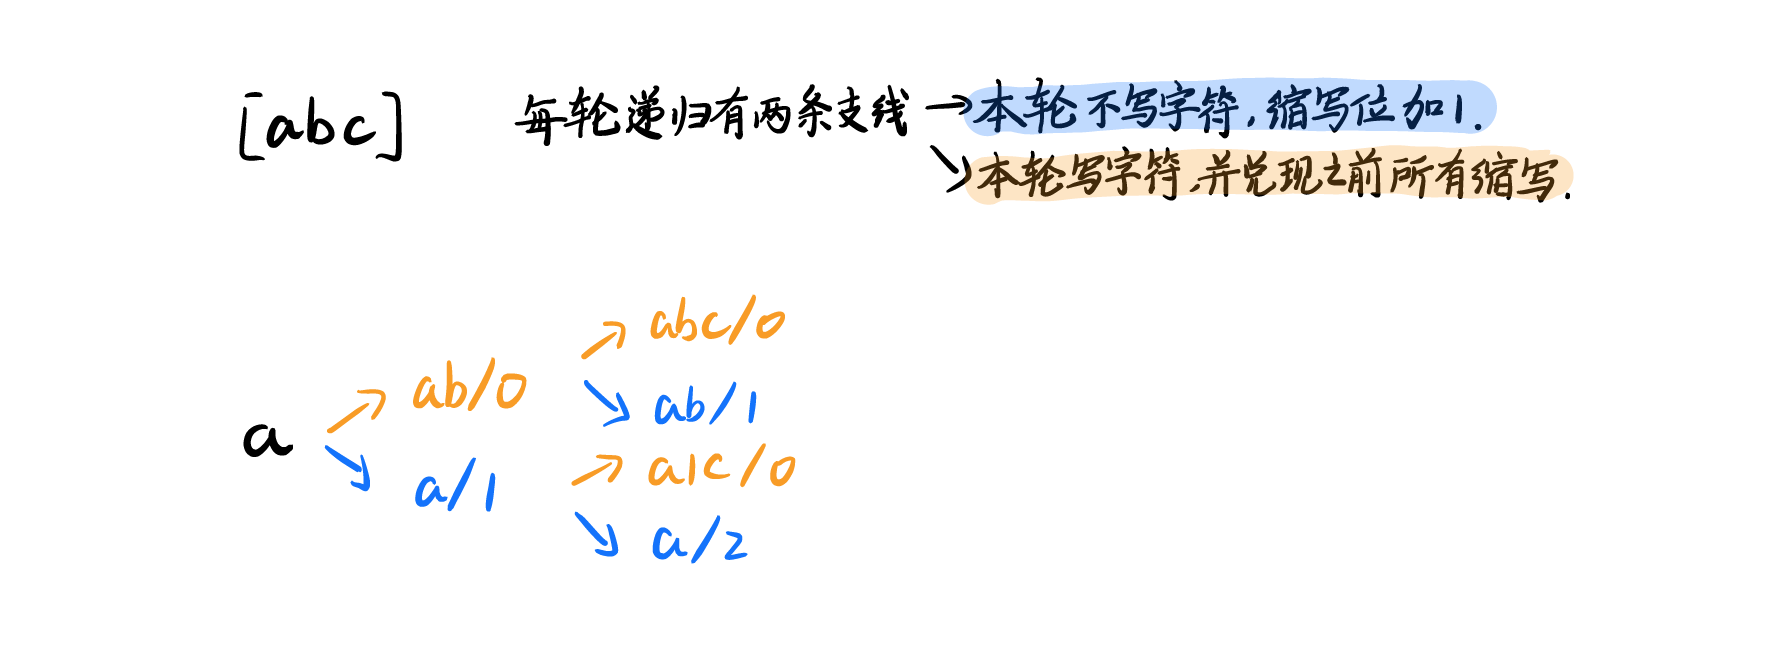 [abc] 每轮递归有两条支线 → 本轮不写字符,缩写位加1.
↘ 本轮写字符,并兑现之前所有缩写.
abc/0
ab/0
ab/1
a
a1c/0
a/1
a/2